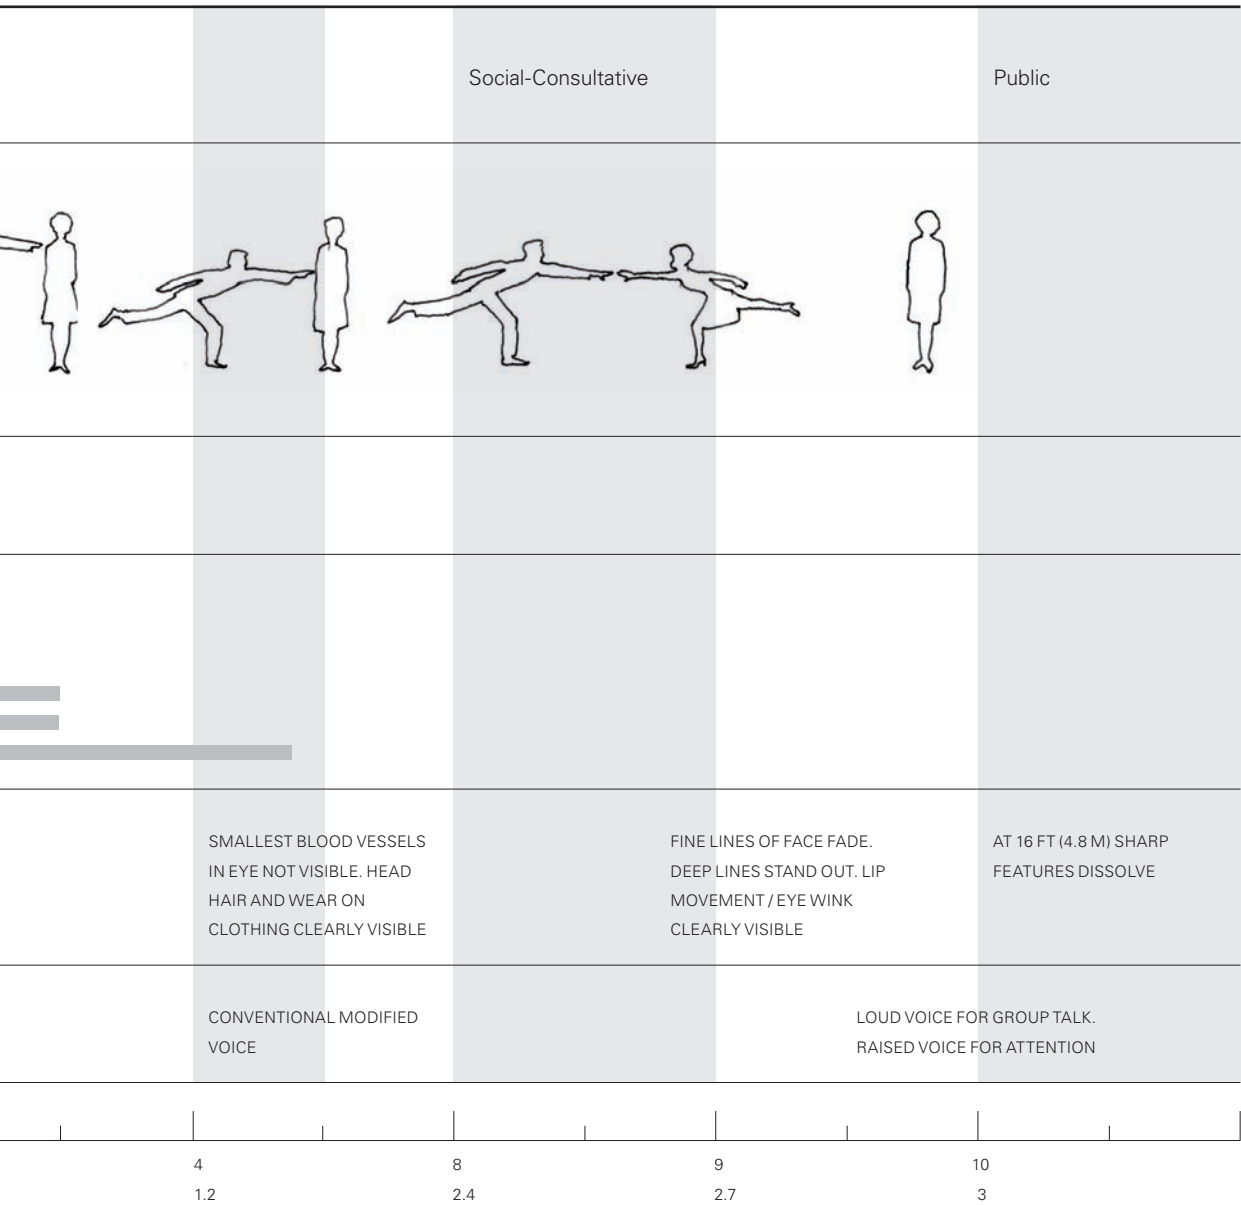 Social-Consultative
Public
SMALLEST BLOOD VESSELS
IN EYE NOT VISIBLE. HEAD
HAIR AND WEAR ON
CLOTHING CLEARLY VISIBLE
FINE LINES OF FACE FADE.
DEEP LINES STAND OUT. LIP
MOVEMENT / EYE WINK
CLEARLY VISIBLE
AT 16 FT (4.8 M) SHARP
FEATURES DISSOLVE
CONVENTIONAL MODIFIED
VOICE
LOUD VOICE FOR GROUP TALK.
RAISED VOICE FOR ATTENTION
4 8 9 10
1.2 2.4 2.7 3